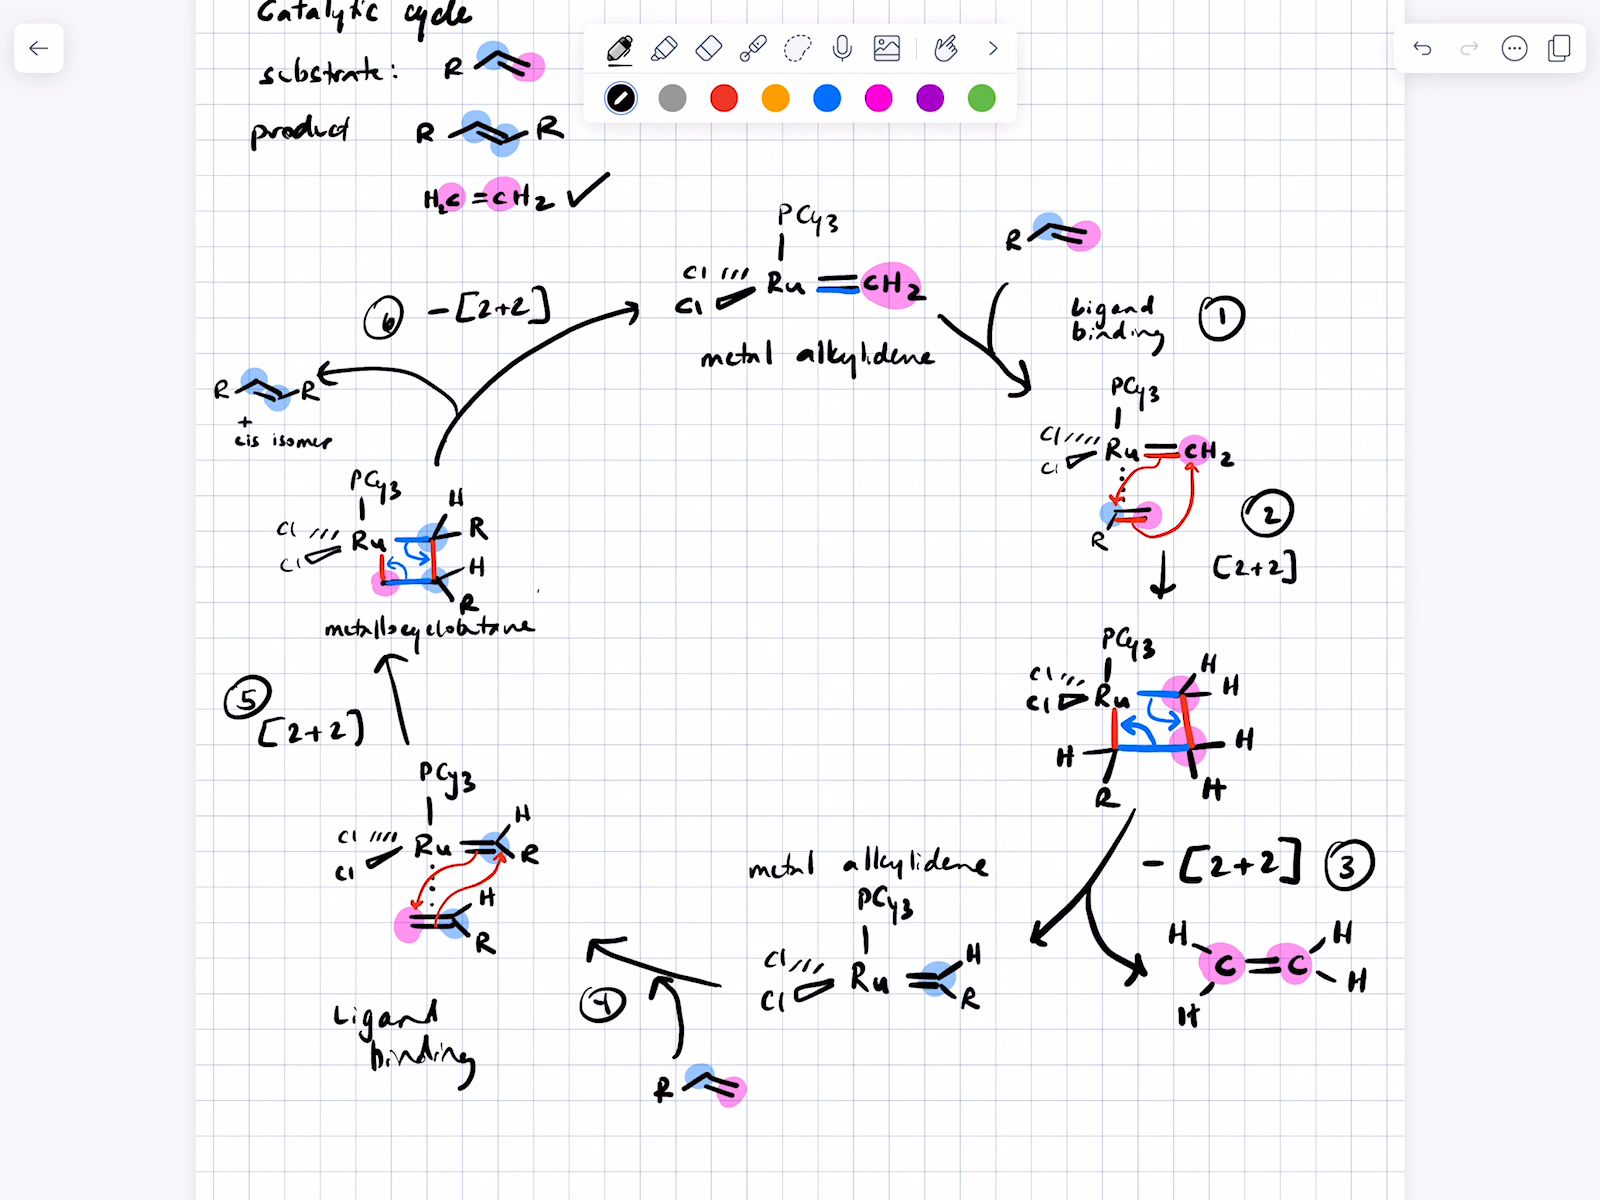 Catalytic cycle
substrate: R
product R R
H₂C=CH₂ ✓
PCy3
Cl Ru CH2
Cl
metal alkylidene
R
ligand
binding 1
PCy3
Cl Ru CH2
Cl
R
2
[2+2]
PCy3
Cl Ru H
Cl H
H H
R H
- [2+2] 3
H H
C=C
H H
metal alkylidene
PCy3
Cl Ru H
Cl R
4
R
PCy3
H
Cl Ru R
Cl
H
R
Ligand
binding
5
[2+2]
PCy3
H
Cl Ru R
Cl H
R
metallocyclobutane
6 - [2+2]
R R
+
cis isomer